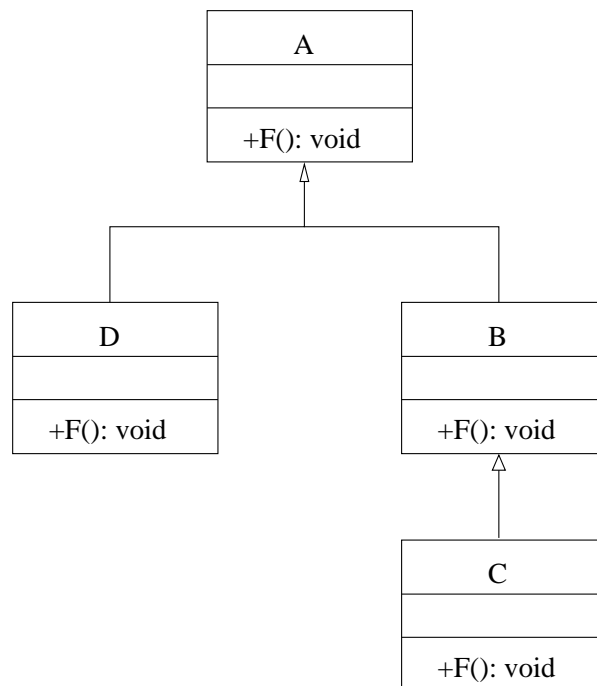 A
+F(): void
D
B
+F(): void
+F(): void
C
+F(): void